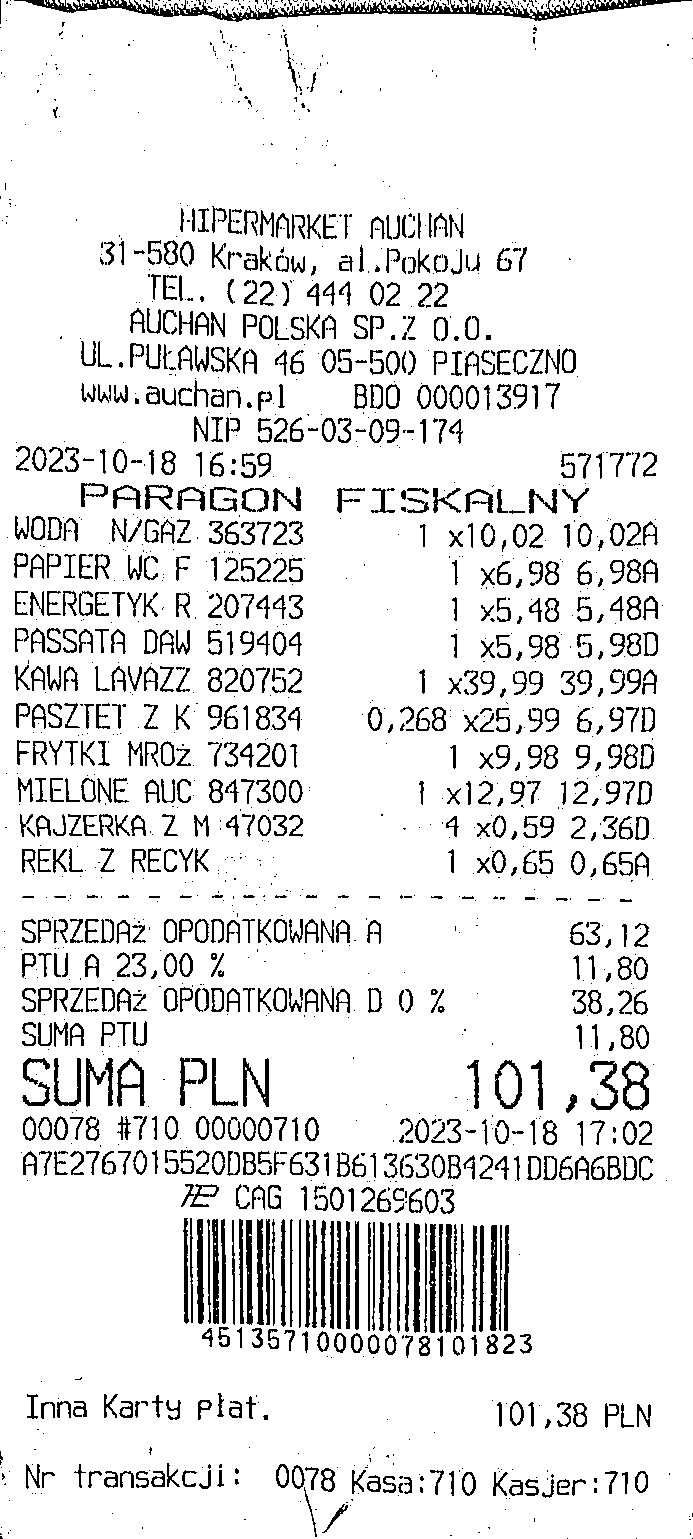 HIPERMARKET AUCHAN
31-580 Kraków, al.Pokoju 67
TEL. (22) 444 02 22
AUCHAN POLSKA SP.Z O.O.
UL.PUŁAWSKA 46 05-500 PIASECZNO
www.auchan.pl BDO 000013917
NIP 526-03-09-174
2023-10-18 16:59 571772
PARAGON FISKALNY
WODA N/GAZ 363723 1 x10,02 10,02A
PAPIER WC F 125225 1 x6,98 6,98A
ENERGETYK R 207443 1 x5,48 5,48A
PASSATA DAW 519404 1 x5,98 5,98D
KAWA LAVAZZ 820752 1 x39,99 39,99A
PASZTET Z K 961834 0,268 x25,99 6,97D
FRYTKI MROż 734201 1 x9,98 9,98D
MIELONE AUC 847300 1 x12,97 12,97D
KAJZERKA Z M 47032 4 x0,59 2,36D
REKL Z RECYK 1 x0,65 0,65A
SPRZEDAż OPODATKOWANA A 63,12
PTU A 23,00 % 11,80
SPRZEDAż OPODATKOWANA D 0 % 38,26
SUMA PTU 11,80
SUMA PLN 101,38
00078 #710 00000710 2023-10-18 17:02
A7E2767015520DB5F631B613630B4241DD6A6BDC
CAG 1501269603
45135710000078101823
Inna Karty płat. 101,38 PLN
Nr transakcji: 0078 Kasa:710 Kasjer:710